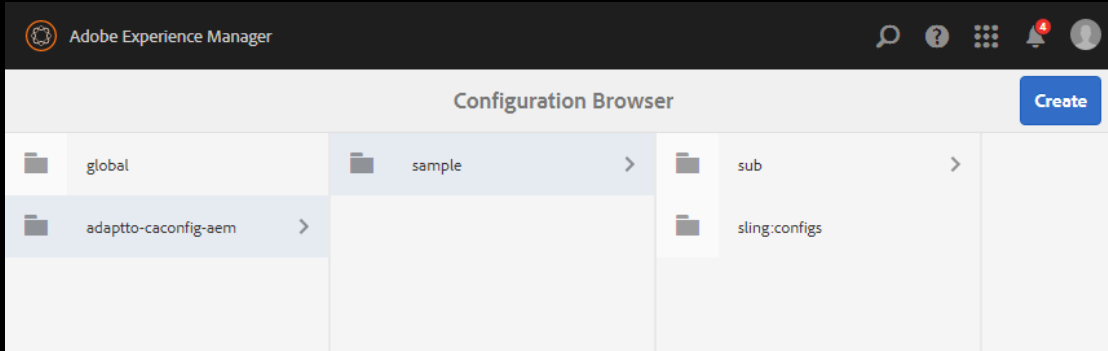 Adobe Experience Manager
4
Configuration Browser
Create
global
sample
sub
adaptto-caconfig-aem
sling:configs